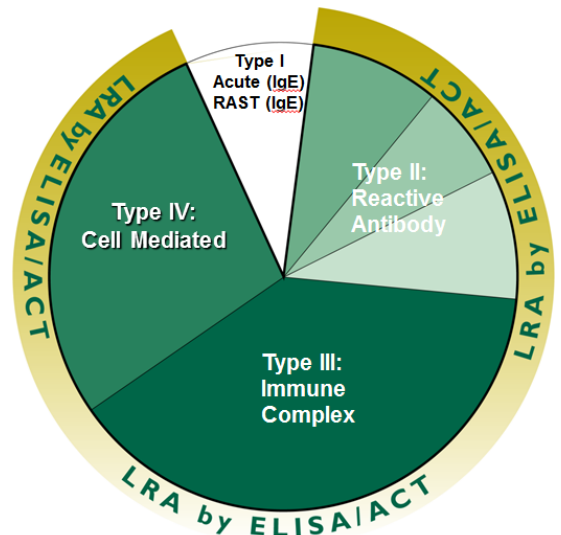 Type I
Acute (IgE)
RAST (IgE)
LRA by ELISA/ACT
LRA by ELISA/ACT
Type II:
Reactive
Antibody
Type IV:
Cell Mediated
LRA by ELISA/ACT
Type III:
Immune
Complex
LRA by ELISA/ACT